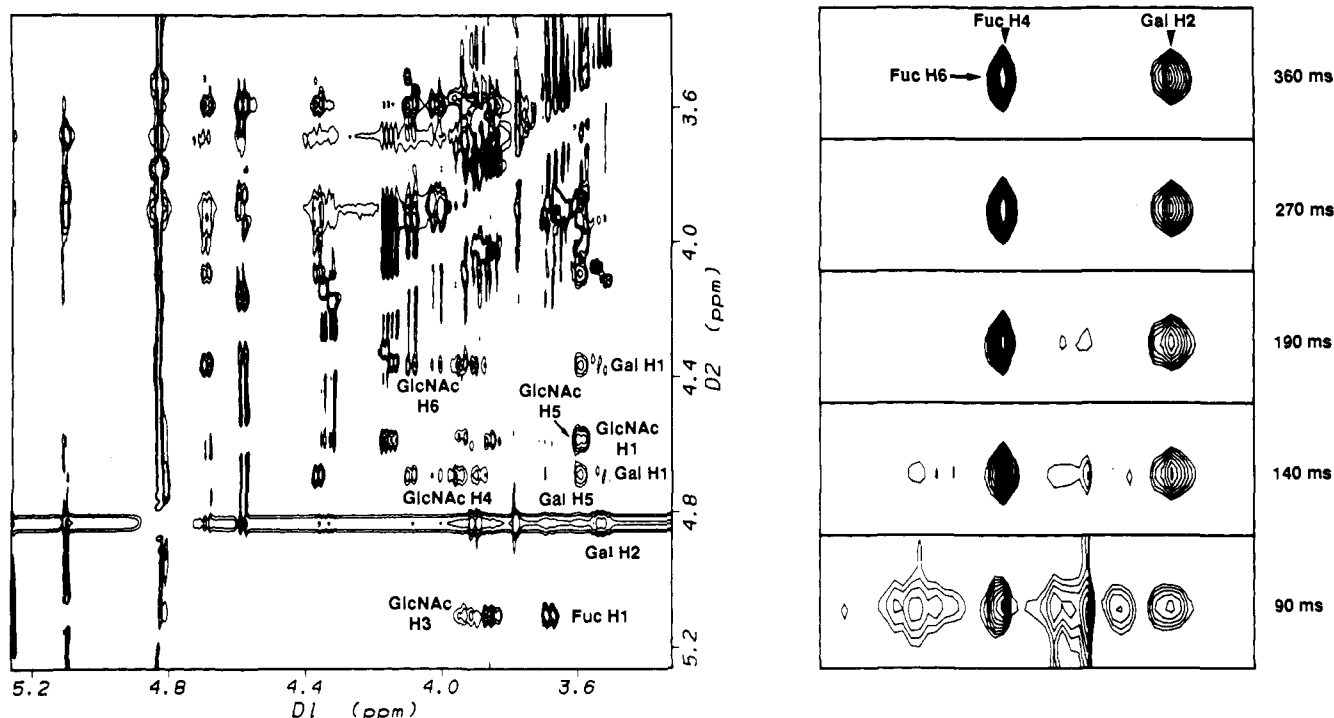 Fuc H4
Gal H2
Fuc H6
360 ms
270 ms
190 ms
140 ms
90 ms
3.6
4.0
D2 (ppm)
4.4
4.8
5.2
Gal H1
GlcNAc
H6
GlcNAc
H5
GlcNAc
H1
Gal H1
GlcNAc H4
Gal H5
Gal H2
GlcNAc
H3
Fuc H1
5.2
4.8
4.4
4.0
3.6
D1 (ppm)